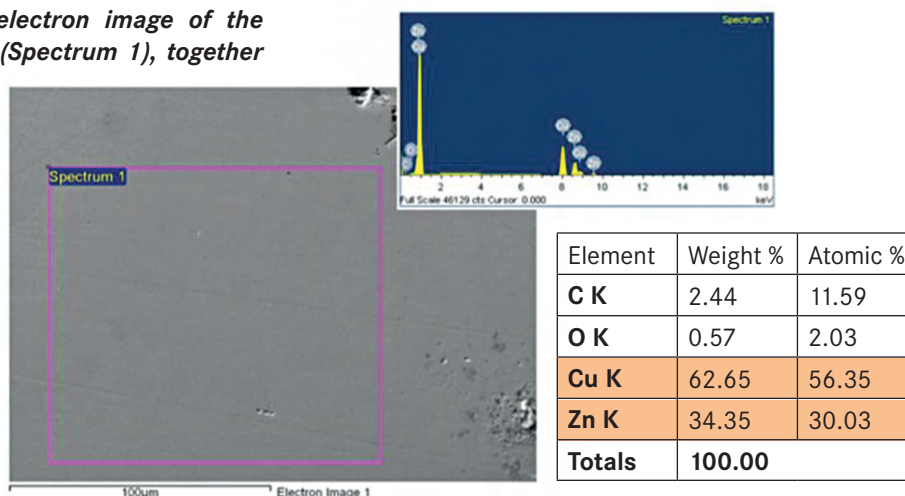 electron image of the
(Spectrum 1), together
Spectrum 1
2 4 6 8 10 12 14 16 18
Full Scale 46129 cts Cursor: 0.000 keV
Spectrum 1
100um Electron Image 1
Element Weight % Atomic %
C K 2.44 11.59
O K 0.57 2.03
Cu K 62.65 56.35
Zn K 34.35 30.03
Totals 100.00